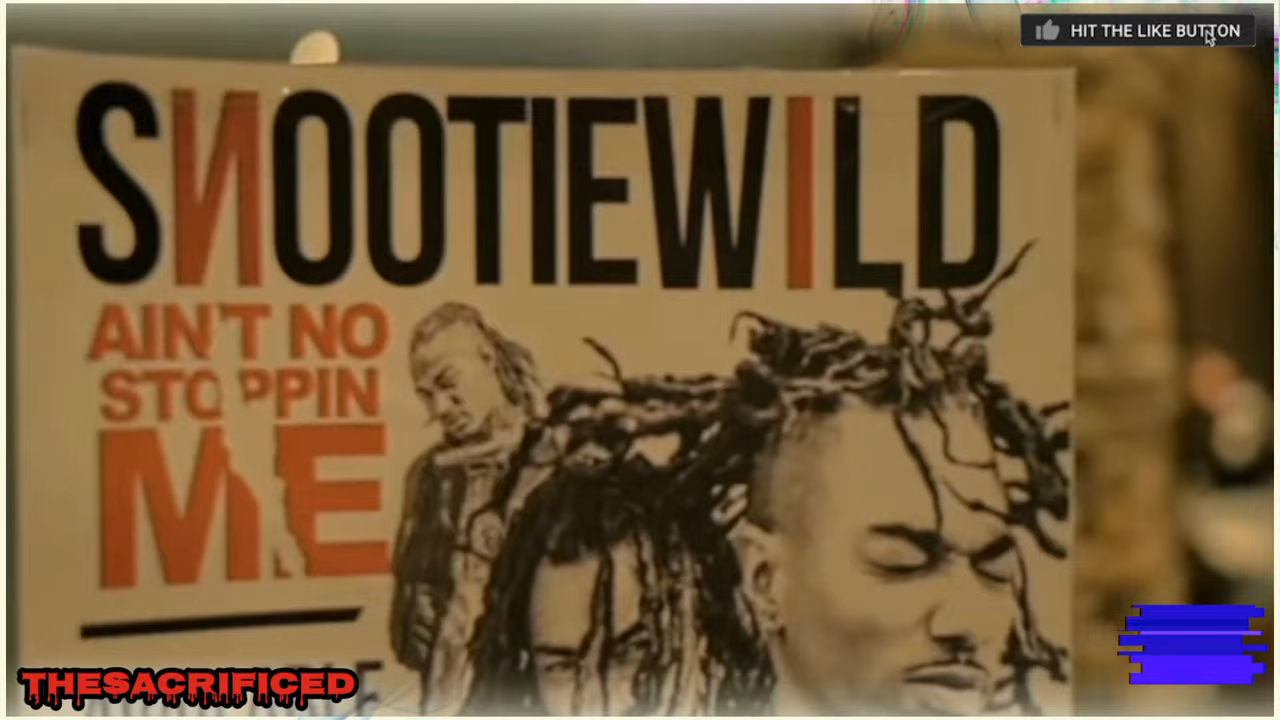 HIT THE LIKE BUTTON
SNOOTIEWILD
AIN'T NO
STOPPIN
ME
THESACRIFICED